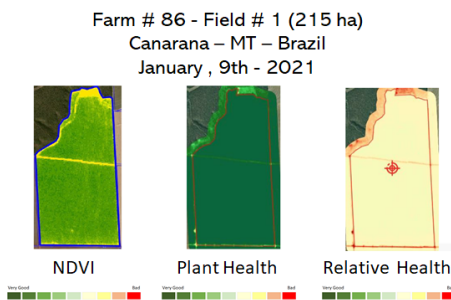 Farm # 86 - Field # 1 (215 ha)
Canarana – MT – Brazil
January , 9th - 2021
NDVI
Plant Health
Relative Health
Very Good Bad
Very Good Bad
Very Good Bad